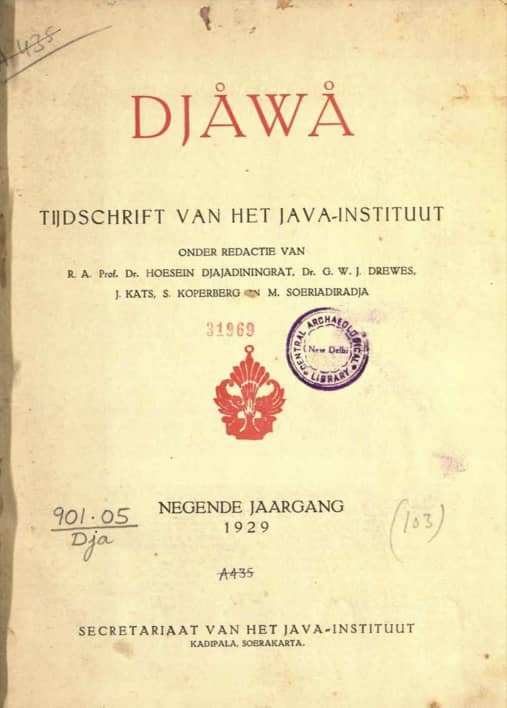 A 435
DJÅWÅ
TIJDSCHRIFT VAN HET JAVA-INSTITUUT
ONDER REDACTIE VAN
R. A. Prof. Dr. HOESEIN DJAJADININGRAT, Dr. G. W. J. DREWES,
J. KATS, S. KOPERBERG EN M. SOERIADIRADJA
31969
CENTRAL ARCHAEOLOGICAL
New Delhi
LIBRARY
NEGENDE JAARGANG
1929
901.05
Dja
(103)
A435
SECRETARIAAT VAN HET JAVA-INSTITUUT
KADIPALA, SOERAKARTA.